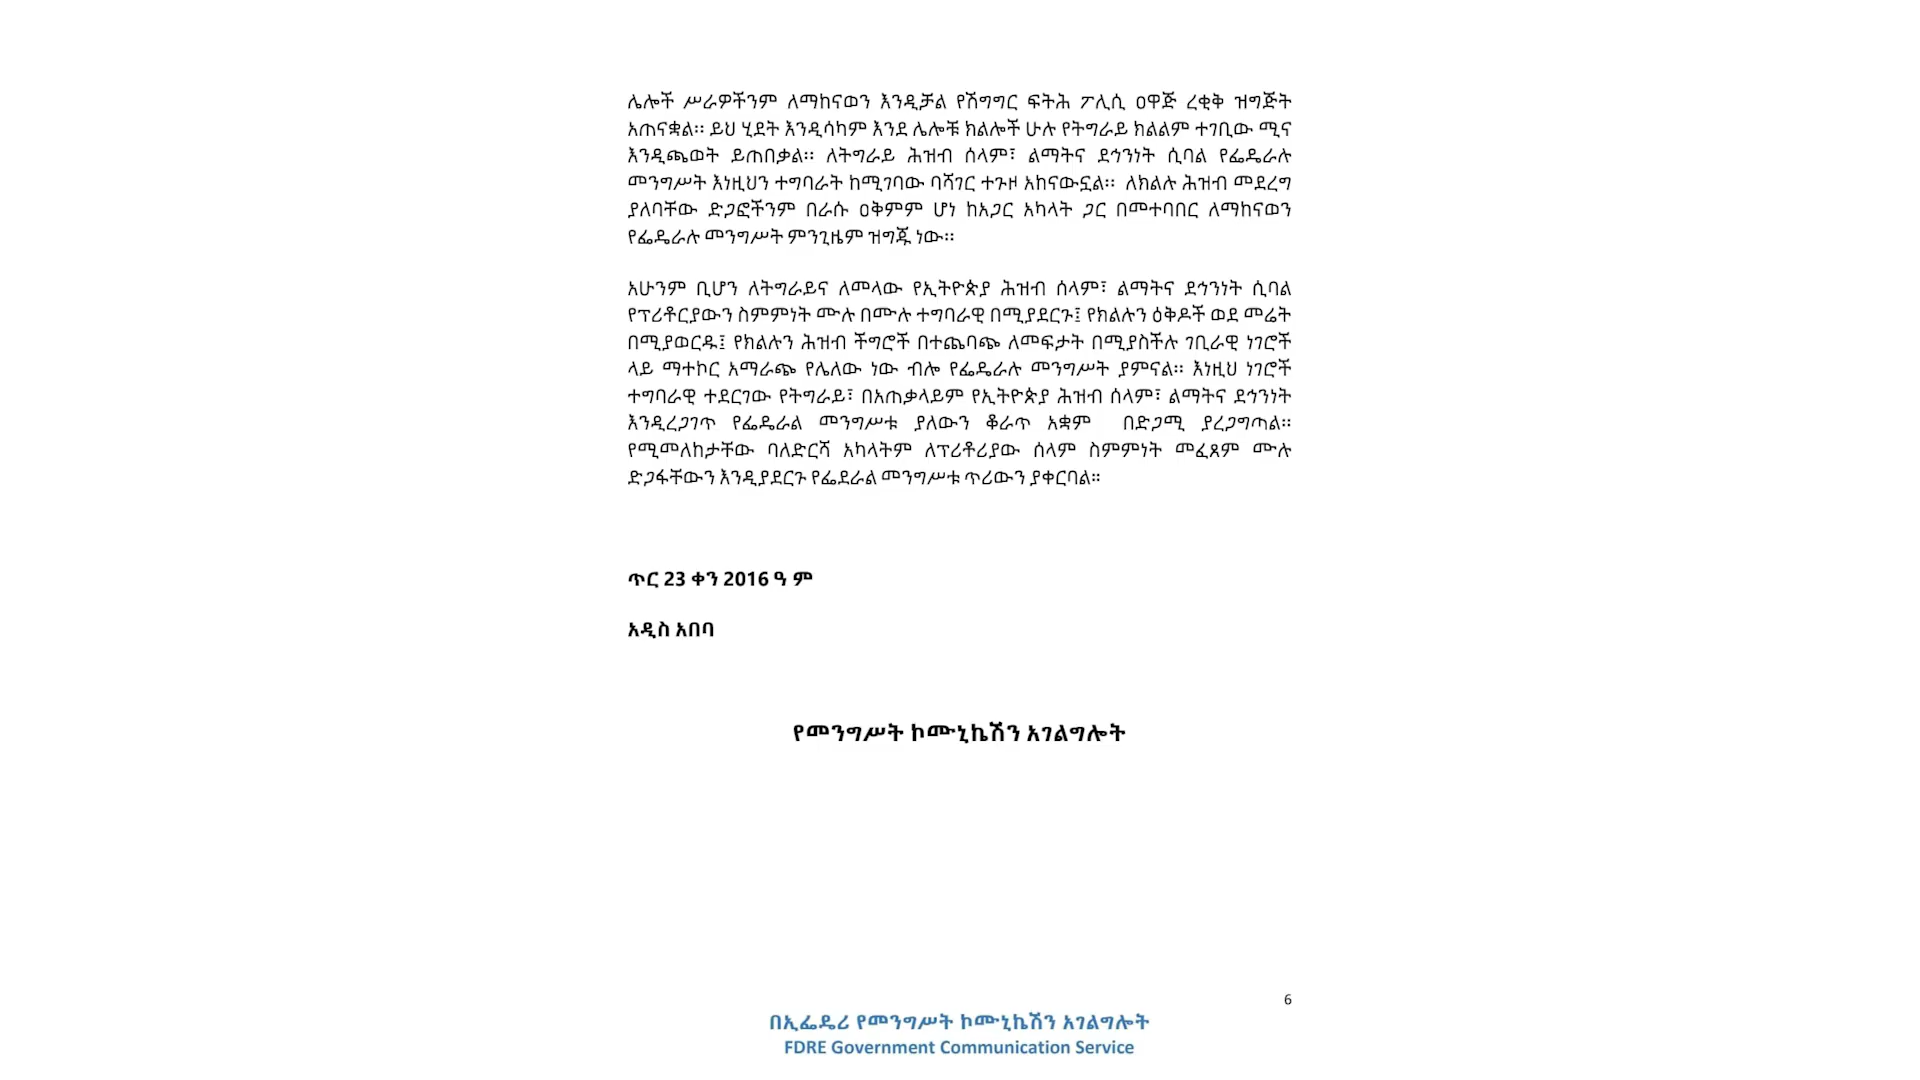 ሌሎች ሥራዎችንም ለማከናወን እንዲቻል የሽግግር ፍትሕ ፖሊሲ ዐዋጅ ረቂቅ ዝግጅት
አጠናቋል፡፡ ይህ ሂደት እንዲሳካም እንደ ሌሎቹ ክልሎች ሁሉ የትግራይ ክልልም ተገቢው ሚና
እንዲጫወት ይጠበቃል፡፡ ለትግራይ ሕዝብ ሰላም፣ ልማትና ደኅንነት ሲባል የፌዴራሉ
መንግሥት እነዚህን ተግባራት ከሚገባው ባሻገር ተጉዞ አከናውኗል፡፡ ለክልሉ ሕዝብ መደረግ
ያለባቸው ድጋፎችንም በራሱ ዐቅምም ሆነ ከአጋር አካላት ጋር በመተባበር ለማከናወን
የፌዴራሉ መንግሥት ምንጊዜም ዝግጁ ነው፡፡
አሁንም ቢሆን ለትግራይና ለመላው የኢትዮጵያ ሕዝብ ሰላም፣ ልማትና ደኅንነት ሲባል
የፕሪቶርያውን ስምምነት ሙሉ በሙሉ ተግባራዊ በሚያደርጉ፤ የክልሉን ዕቅዶች ወደ መሬት
በሚያወርዱ፤ የክልሉን ሕዝብ ችግሮች በተጨባጭ ለመፍታት በሚያስችሉ ገቢራዊ ነገሮች
ላይ ማተኮር አማራጭ የሌለው ነው ብሎ የፌዴራሉ መንግሥት ያምናል፡፡ እነዚህ ነገሮች
ተግባራዊ ተደርገው የትግራይ፣ በአጠቃላይም የኢትዮጵያ ሕዝብ ሰላም፣ ልማትና ደኅንነት
እንዲረጋገጥ የፌዴራል መንግሥቱ ያለውን ቆራጥ አቋም በድጋሚ ያረጋግጣል፡፡
የሚመለከታቸው ባለድርሻ አካላትም ለፕሪቶሪያው ሰላም ስምምነት መፈጸም ሙሉ
ድጋፋቸውን እንዲያደርጉ የፌደራል መንግሥቱ ጥሪውን ያቀርባል።
ጥር 23 ቀን 2016 ዓ ም
አዲስ አበባ
የመንግሥት ኮሙኒኬሽን አገልግሎት
6
በኢፌዴሪ የመንግሥት ኮሙኒኬሽን አገልግሎት
FDRE Government Communication Service